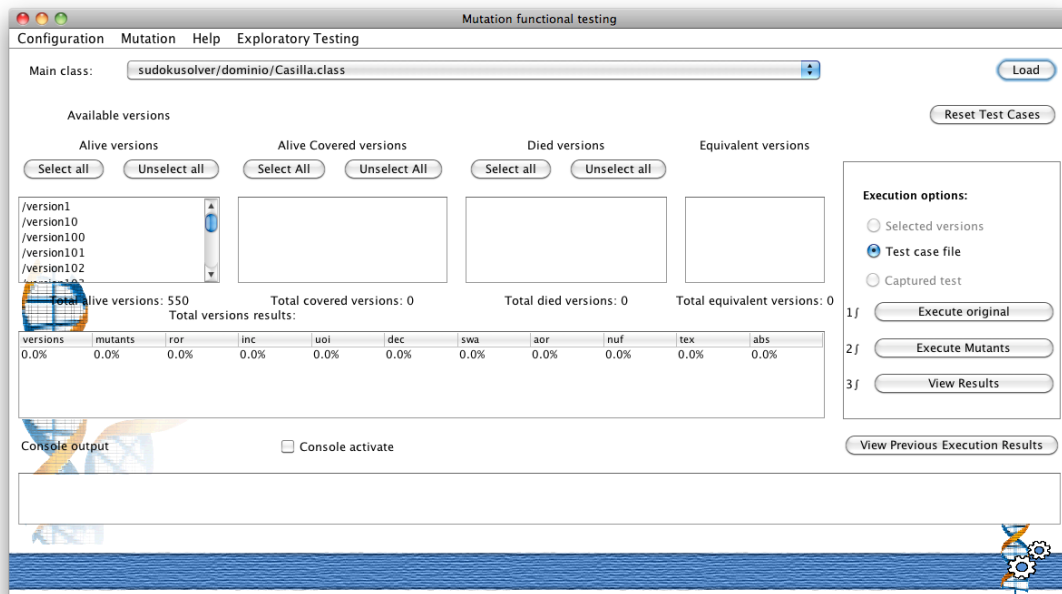 Mutation functional testing
Configuration Mutation Help Exploratory Testing
Main class: sudokusolver/dominio/Casilla.class Load
Available versions Reset Test Cases
Alive versions Alive Covered versions Died versions Equivalent versions
Select all Unselect all Select All Unselect All Select all Unselect all
/version1
/version10
/version100
/version101
/version102
Execution options:
Selected versions
Test case file
Captured test
Total alive versions: 550 Total covered versions: 0 Total died versions: 0 Total equivalent versions: 0
Total versions results:
1∫ Execute original
versions mutants ror inc uoi dec swa aor nuf tex abs
0.0% 0.0% 0.0% 0.0% 0.0% 0.0% 0.0% 0.0% 0.0% 0.0% 0.0%
2∫ Execute Mutants
3∫ View Results
Console output Console activate View Previous Execution Results